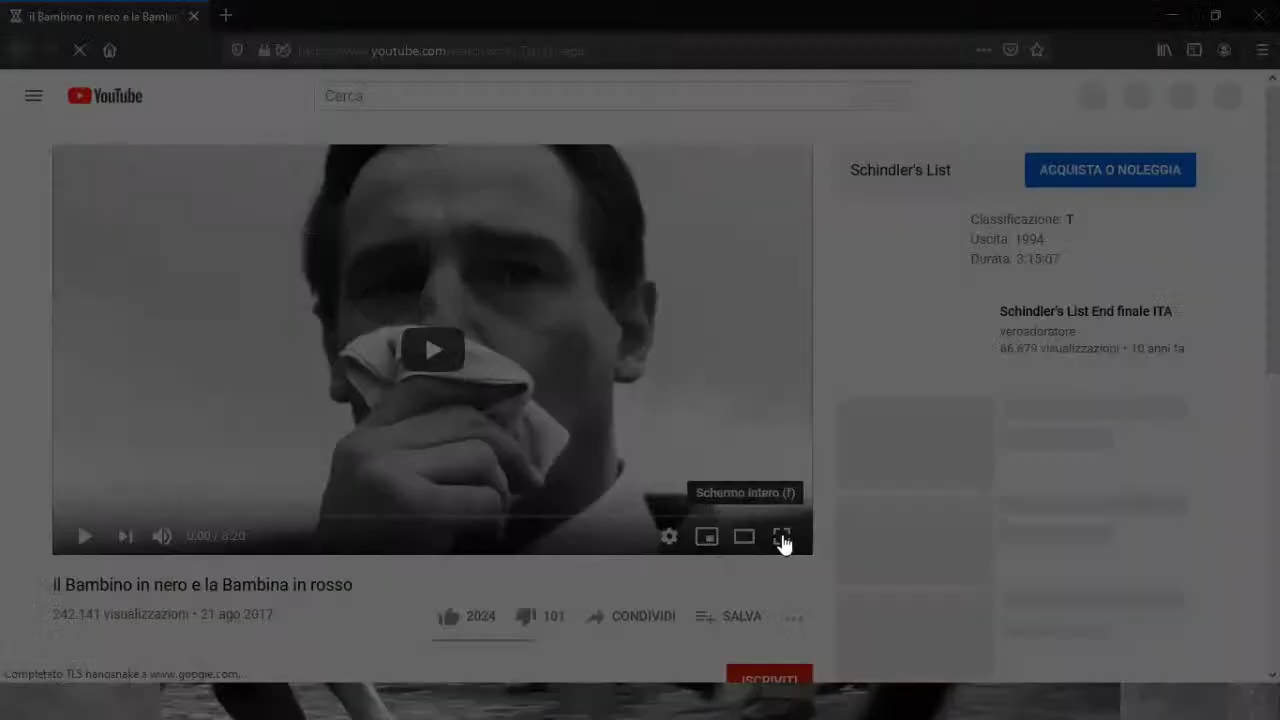 il Bambino in nero e la Bambi
youtube.com
YouTube
Cerca
Schindler's List
ACQUISTA O NOLEGGIA
Classificazione: T
Uscita: 1994
Durata: 3:15:07
Schindler's List End finale ITA
veroadoratore
66.679 visualizzazioni • 10 anni fa
Schermo intero (f)
0:00 / 8:20
il Bambino in nero e la Bambina in rosso
242.141 visualizzazioni • 21 ago 2017
2024
101
CONDIVIDI
SALVA
Completato TLS handshake a www.google.com...
ISCRIVITI